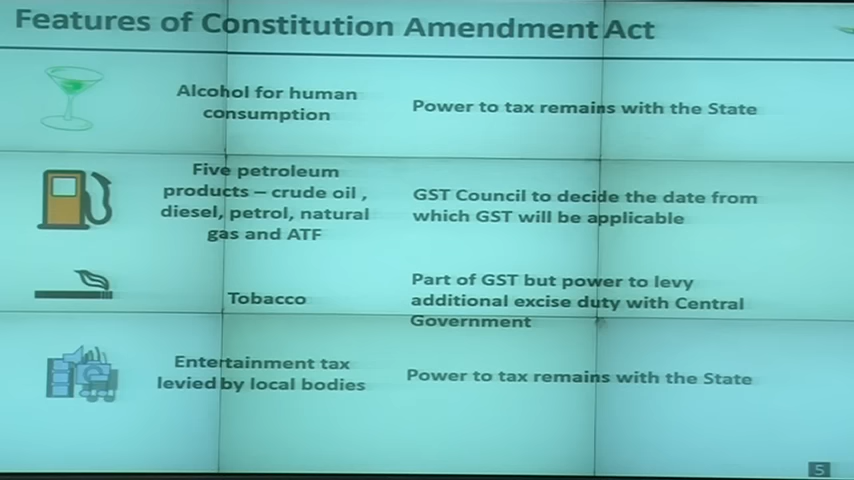 Features of Constitution Amendment Act
Alcohol for human
consumption
Power to tax remains with the State
Five petroleum
products – crude oil ,
diesel, petrol, natural
gas and ATF
GST Council to decide the date from
which GST will be applicable
Tobacco
Part of GST but power to levy
additional excise duty with Central
Government
Entertainment tax
levied by local bodies
Power to tax remains with the State
5